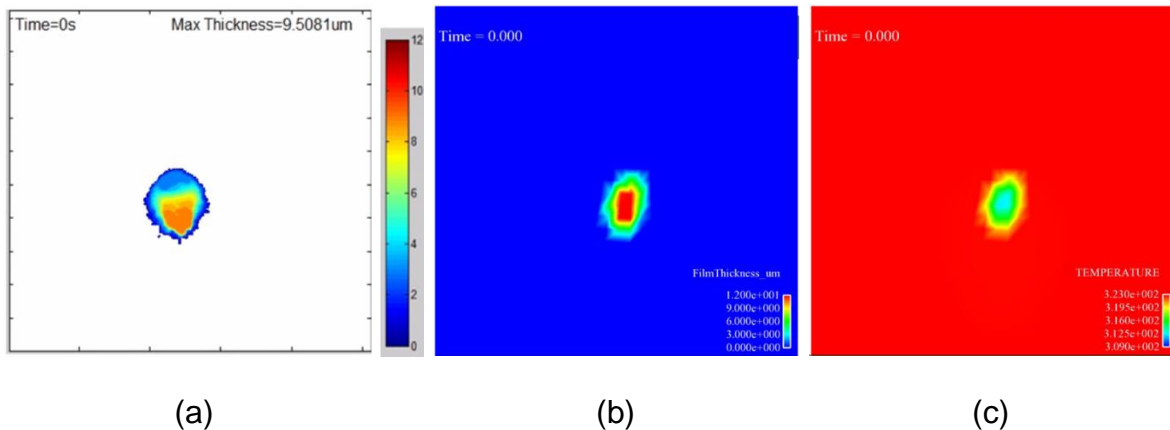 Time=0s Max Thickness=9.5081um
12
10
8
6
4
2
0
(a)
Time = 0.000
FilmThickness_um
1.200e+001
9.000e+000
6.000e+000
3.000e+000
0.000e+000
(b)
Time = 0.000
TEMPERATURE
3.230e+002
3.195e+002
3.160e+002
3.125e+002
3.090e+002
(c)